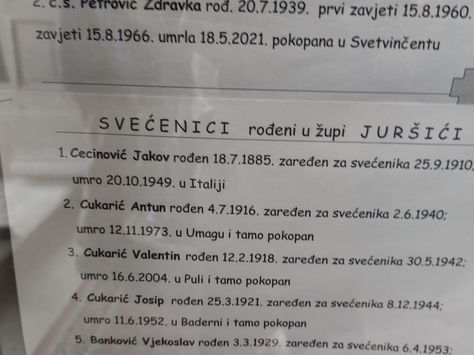 2. č.s. Petrović Zdravka rođ. 20.7.1939. prvi zavjeti 15.8.1960.
zavjeti 15.8.1966. umrla 18.5.2021. pokopana u Svetvinčentu
SVEĆENICI rođeni u župi JURŠIĆI
1. Cecinović Jakov rođen 18.7.1885. zaređen za svećenika 25.9.1910;
umro 20.10.1949. u Italiji
2. Cukarić Antun rođen 4.7.1916. zaređen za svećenika 2.6.1940;
umro 12.11.1973. u Umagu i tamo pokopan
3. Cukarić Valentin rođen 12.2.1918. zaređen za svećenika 30.5.1942;
umro 16.6.2004. u Puli i tamo pokopan
4. Cukarić Josip rođen 25.3.1921. zaređen za svećenika 8.12.1944;
umro 11.6.1952. u Baderni i tamo pokopan
5. Banković Vjekoslav rođen 3.3.1929. zaređen za svećenika 6.4.1953;